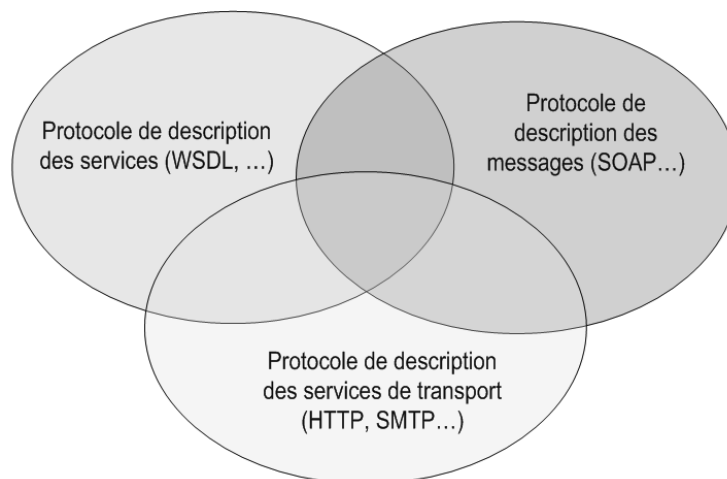 Protocole de description
des services (WSDL, …)
Protocole de
description des
messages (SOAP…)
Protocole de description
des services de transport
(HTTP, SMTP…)